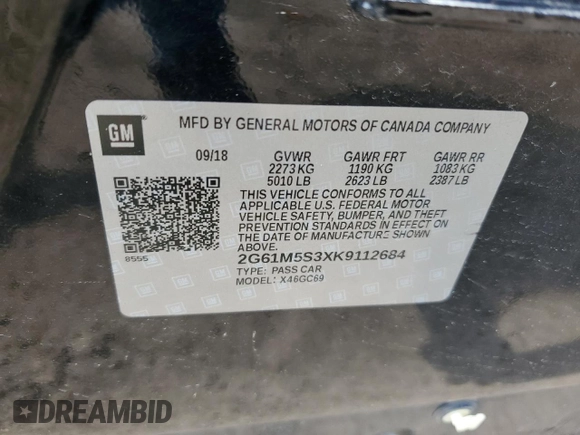 GM
MFD BY GENERAL MOTORS OF CANADA COMPANY
09/18 GVWR GAWR FRT GAWR RR
2273 KG 1190 KG 1083 KG
5010 LB 2623 LB 2387 LB
THIS VEHICLE CONFORMS TO ALL
APPLICABLE U.S. FEDERAL MOTOR
VEHICLE SAFETY, BUMPER, AND THEFT
PREVENTION STANDARDS IN EFFECT ON
THE DATE OF MANUFACTURE SHOWN
ABOVE.
8555
2G61M5S3XK9112684
TYPE: PASS CAR
MODEL: X46GC69
DREAMBID